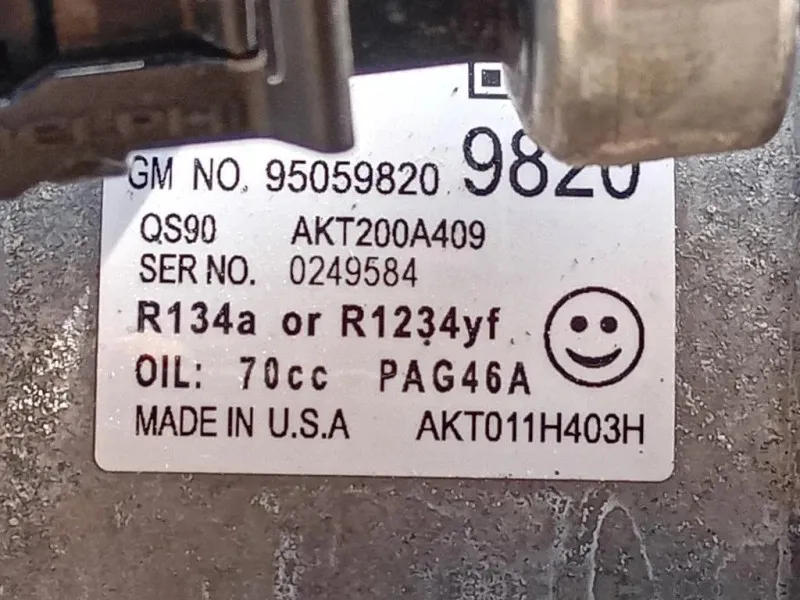 GM NO. 95059820 9820
QS90 AKT200A409
SER NO. 0249584
R134a or R1234yf
OIL: 70cc PAG46A
MADE IN U.S.A AKT011H403H